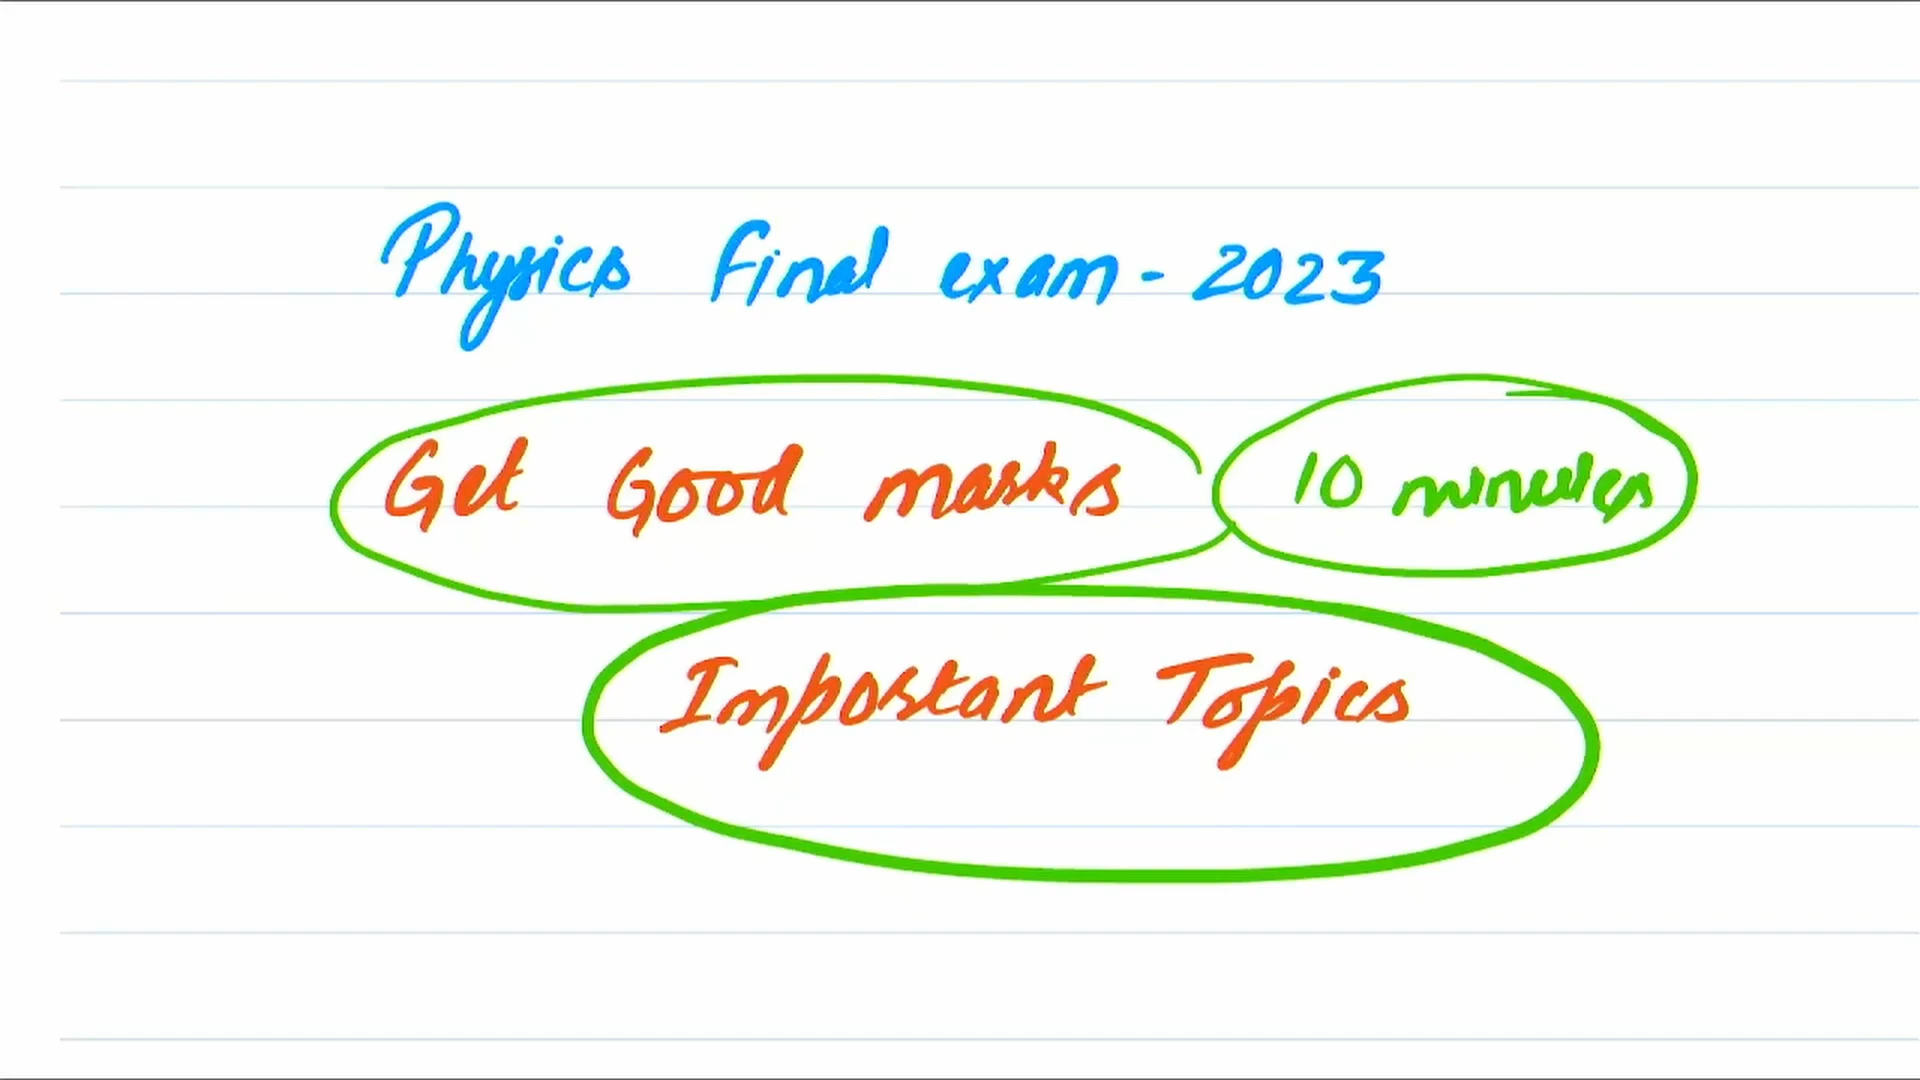 Physics Final exam - 2023
Get Good marks 10 minutes
Important Topics